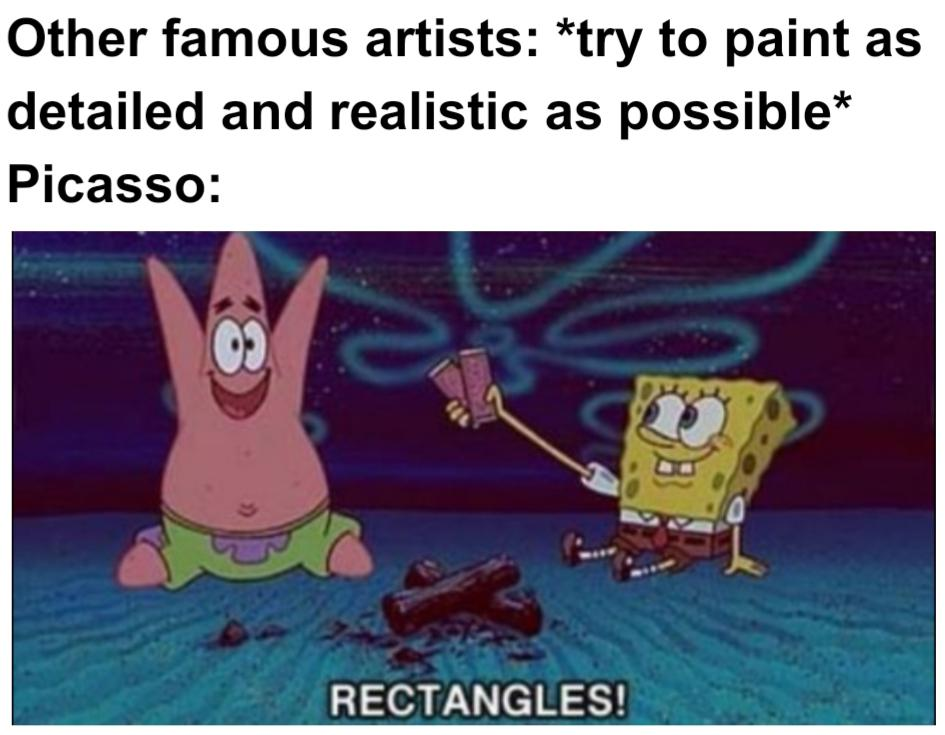 Other famous artists: *try to paint as
detailed and realistic as possible*
Picasso:
RECTANGLES!